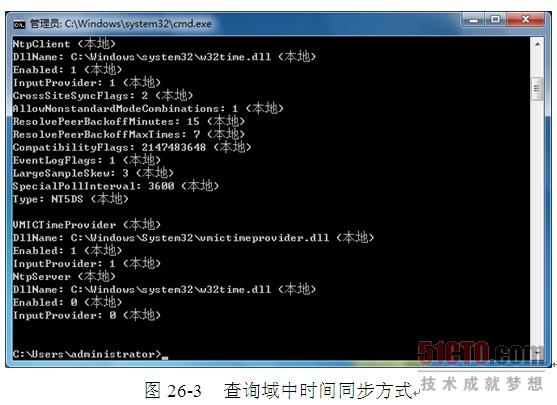 管理员: C:\Windows\system32\cmd.exe
NtpClient (本地)
DllName: C:\Windows\system32\w32time.dll (本地)
Enabled: 1 (本地)
InputProvider: 1 (本地)
CrossSiteSyncFlags: 2 (本地)
AllowNonstandardModeCombinations: 1 (本地)
ResolvePeerBackoffMinutes: 15 (本地)
ResolvePeerBackoffMaxTimes: 7 (本地)
CompatibilityFlags: 2147483648 (本地)
EventLogFlags: 1 (本地)
LargeSampleSkew: 3 (本地)
SpecialPollInterval: 3600 (本地)
Type: NT5DS (本地)
VMICTimeProvider (本地)
DllName: C:\Windows\System32\vmictimeprovider.dll (本地)
Enabled: 1 (本地)
InputProvider: 1 (本地)
NtpServer (本地)
DllName: C:\Windows\system32\w32time.dll (本地)
Enabled: 0 (本地)
InputProvider: 0 (本地)
C:\Users\administrator>_
51CTO.com
技术成就梦想
图 26-3 查询域中时间同步方式